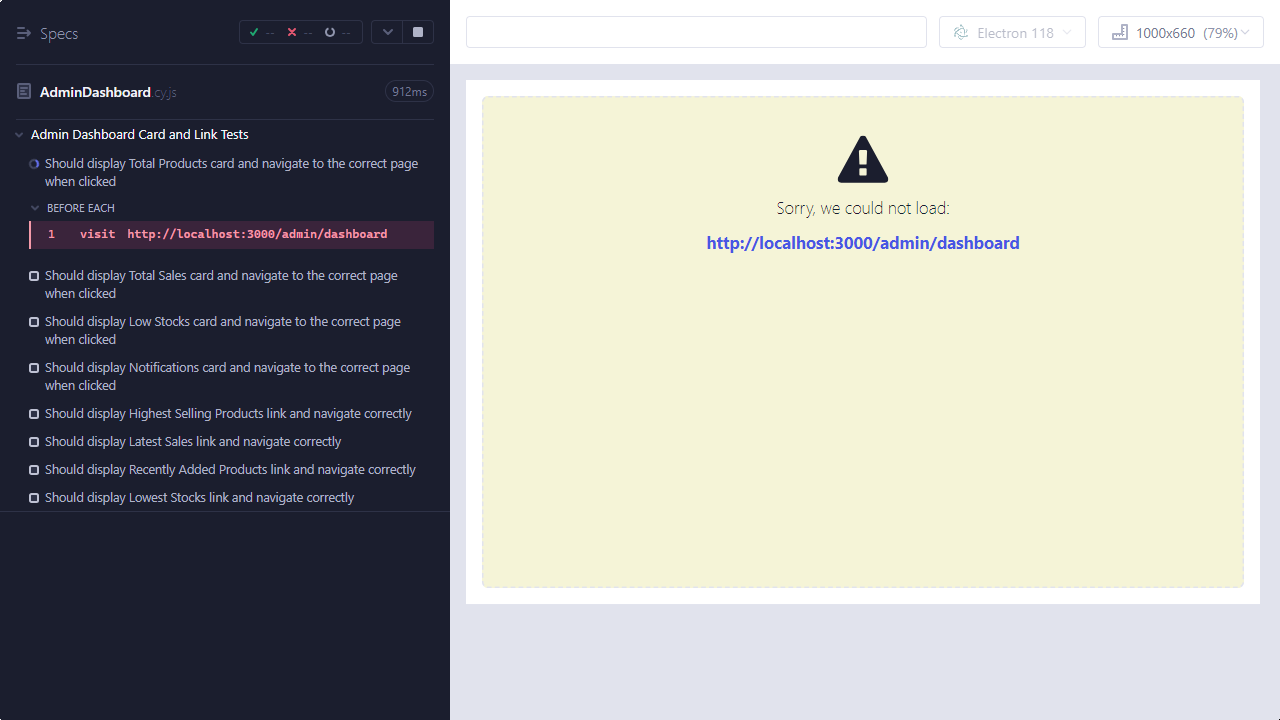 Specs
-- -- --
Electron 118
1000x660 (79%)
AdminDashboard.cy.js
912ms
Admin Dashboard Card and Link Tests
Should display Total Products card and navigate to the correct page
when clicked
BEFORE EACH
1 visit http://localhost:3000/admin/dashboard
Should display Total Sales card and navigate to the correct page
when clicked
Should display Low Stocks card and navigate to the correct page
when clicked
Should display Notifications card and navigate to the correct page
when clicked
Should display Highest Selling Products link and navigate correctly
Should display Latest Sales link and navigate correctly
Should display Recently Added Products link and navigate correctly
Should display Lowest Stocks link and navigate correctly
Sorry, we could not load:
http://localhost:3000/admin/dashboard